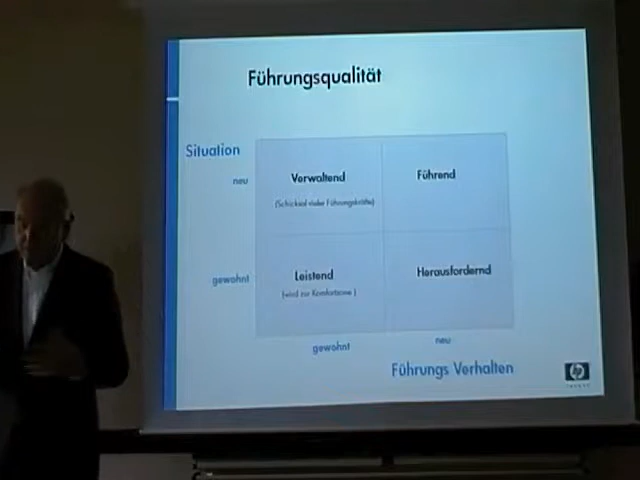 Führungsqualität
Situation
neu
Verwaltend
Führend
(Schicksal vieler Führungskräfte)
gewohnt
Leistend
Herausfordernd
(wird zur Komfortzone)
gewohnt
neu
Führungs Verhalten
hp